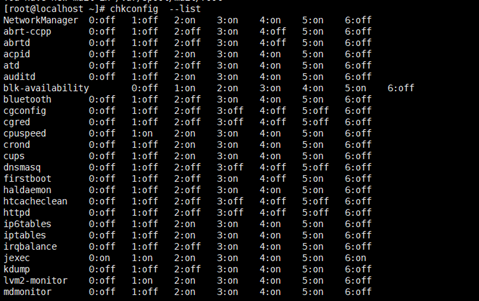 [root@localhost ~]# chkconfig --list
NetworkManager 0:off 1:off 2:on 3:on 4:on 5:on 6:off
abrt-ccpp 0:off 1:off 2:off 3:on 4:off 5:on 6:off
abrtd 0:off 1:off 2:off 3:on 4:off 5:on 6:off
acpid 0:off 1:off 2:on 3:on 4:on 5:on 6:off
atd 0:off 1:off 2:off 3:on 4:on 5:on 6:off
auditd 0:off 1:off 2:on 3:on 4:on 5:on 6:off
blk-availability 0:off 1:on 2:on 3:on 4:on 5:on 6:off
bluetooth 0:off 1:off 2:off 3:on 4:on 5:on 6:off
cgconfig 0:off 1:off 2:off 3:off 4:off 5:off 6:off
cgred 0:off 1:off 2:off 3:off 4:off 5:off 6:off
cpuspeed 0:off 1:on 2:on 3:on 4:on 5:on 6:off
crond 0:off 1:off 2:on 3:on 4:on 5:on 6:off
cups 0:off 1:off 2:on 3:on 4:on 5:on 6:off
dnsmasq 0:off 1:off 2:off 3:off 4:off 5:off 6:off
firstboot 0:off 1:off 2:off 3:on 4:off 5:on 6:off
haldaemon 0:off 1:off 2:off 3:on 4:on 5:on 6:off
htcacheclean 0:off 1:off 2:off 3:off 4:off 5:off 6:off
httpd 0:off 1:off 2:off 3:off 4:off 5:off 6:off
ip6tables 0:off 1:off 2:on 3:on 4:on 5:on 6:off
iptables 0:off 1:off 2:on 3:on 4:on 5:on 6:off
irqbalance 0:off 1:off 2:off 3:on 4:on 5:on 6:off
jexec 0:on 1:on 2:on 3:on 4:on 5:on 6:on
kdump 0:off 1:off 2:off 3:on 4:on 5:on 6:off
lvm2-monitor 0:off 1:on 2:on 3:on 4:on 5:on 6:off
mdmonitor 0:off 1:off 2:on 3:on 4:on 5:on 6:off